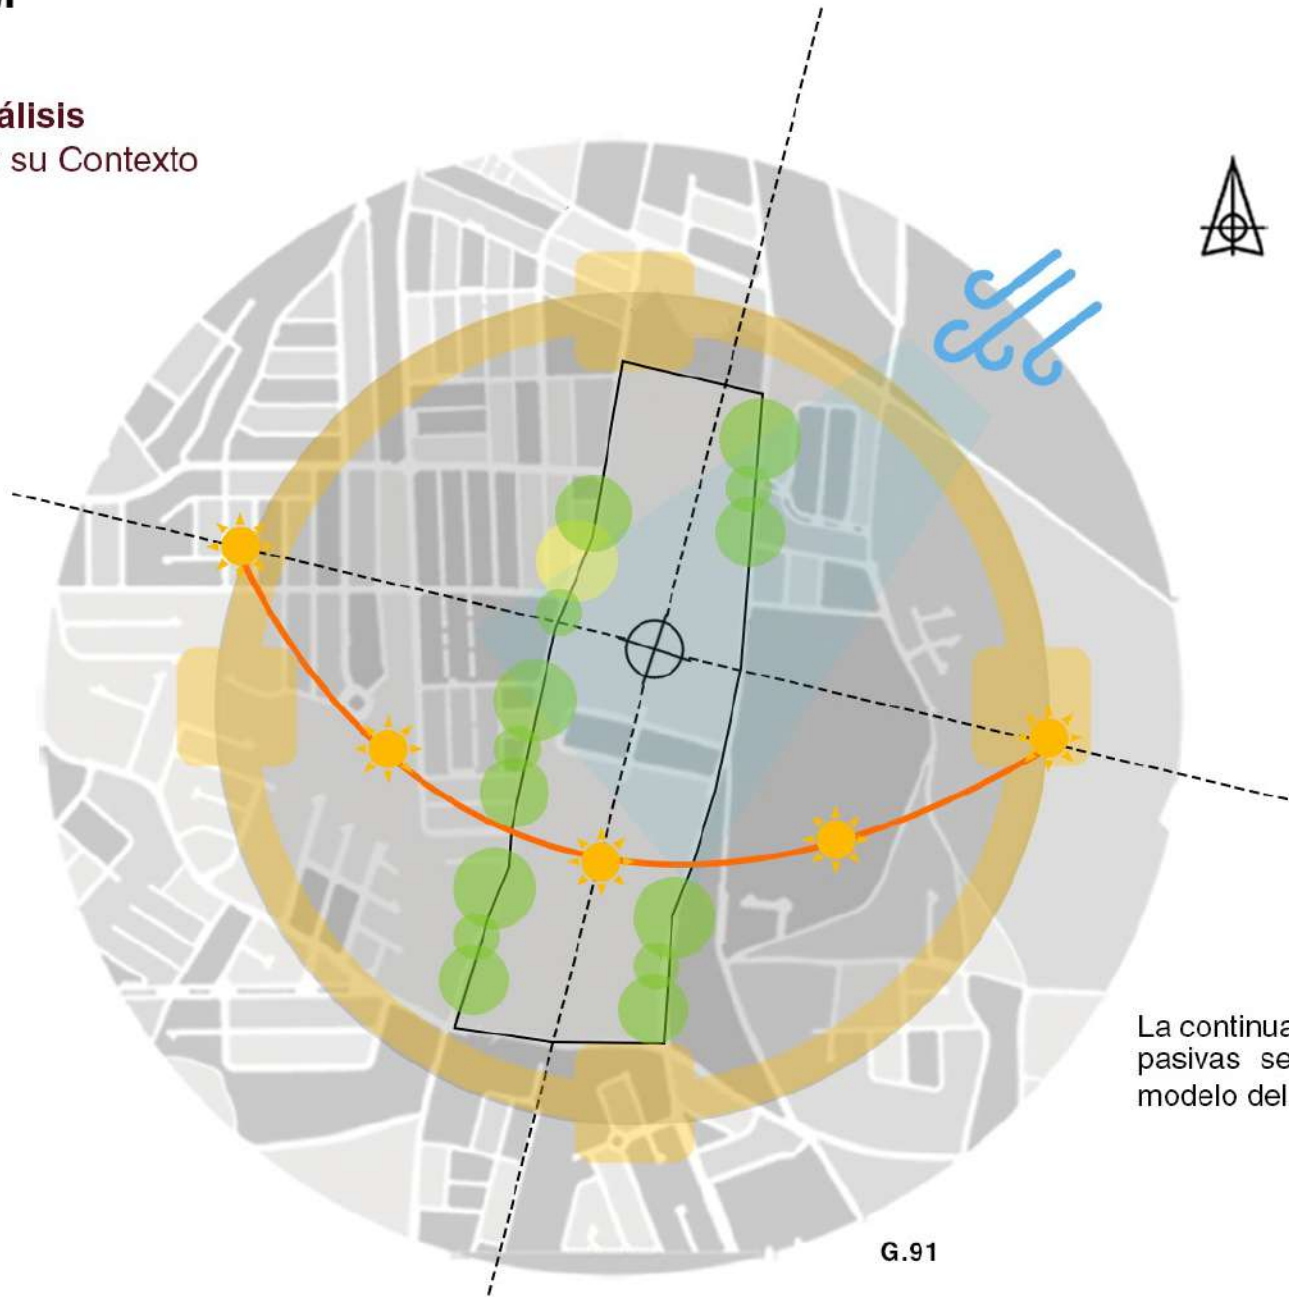 álisis
su Contexto
La continua
pasivas se
modelo del
G.91